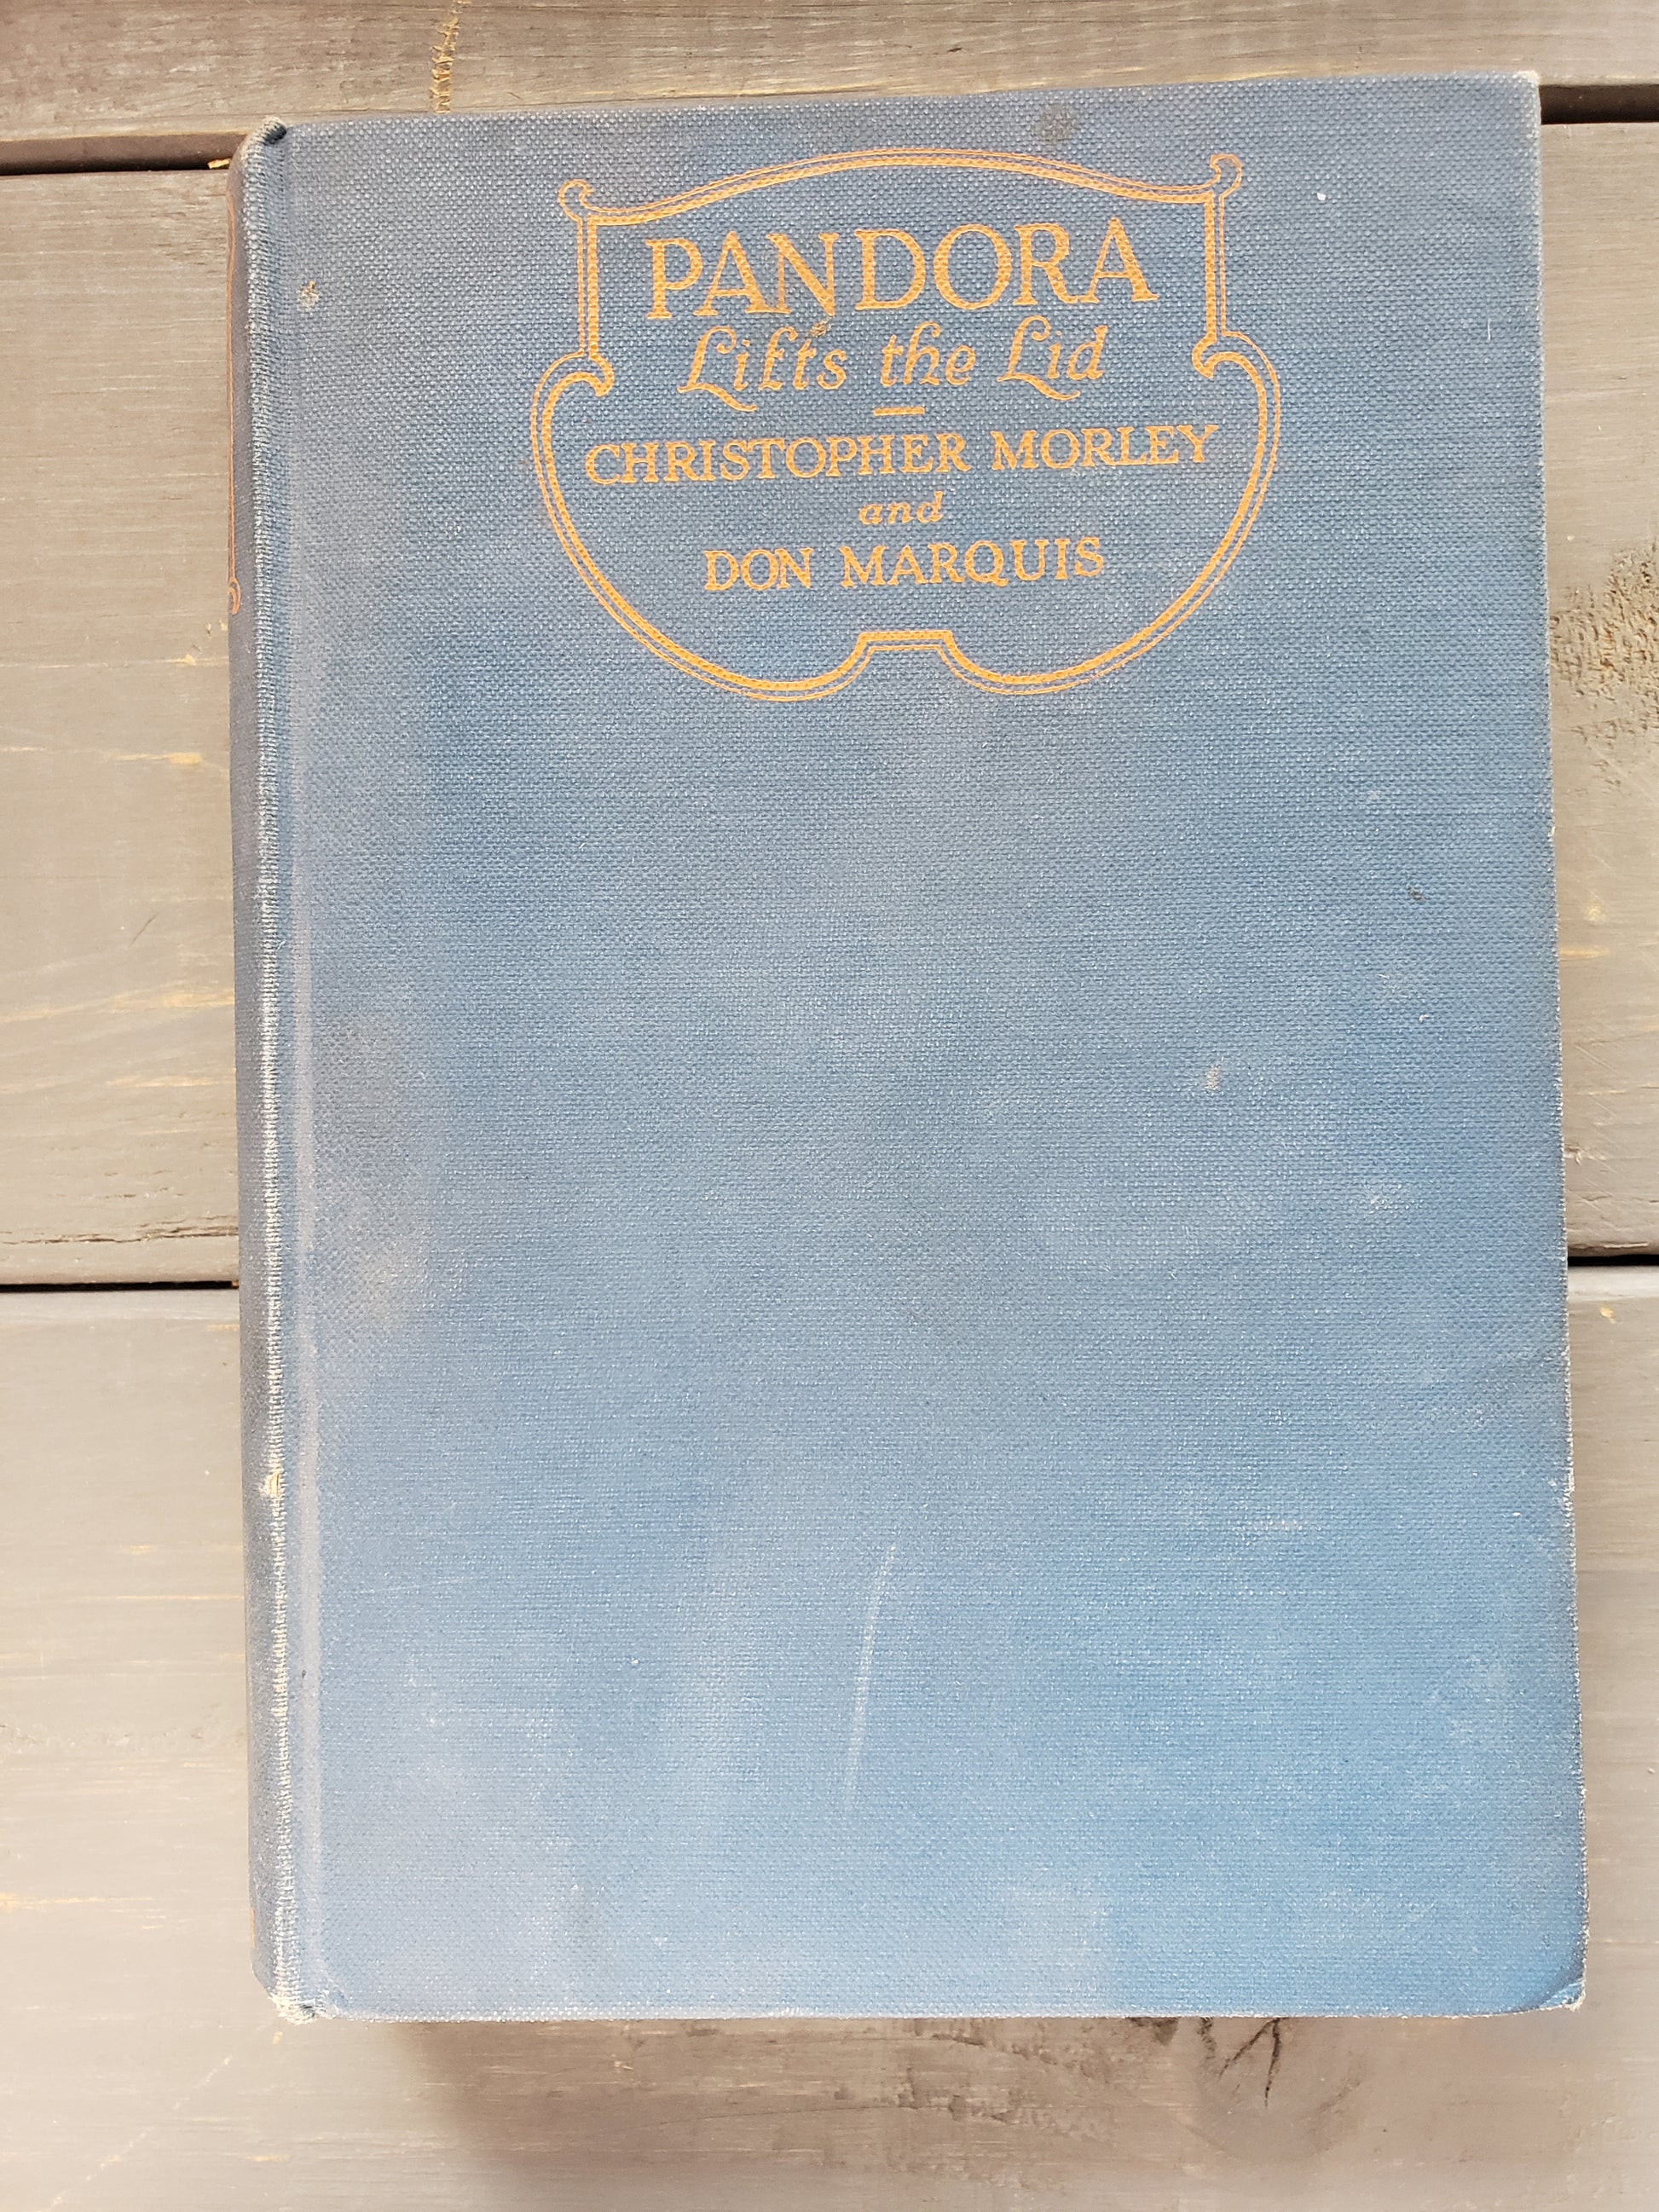 PANDORA
Lifts the Lid
CHRISTOPHER MORLEY
and
DON MARQUIS